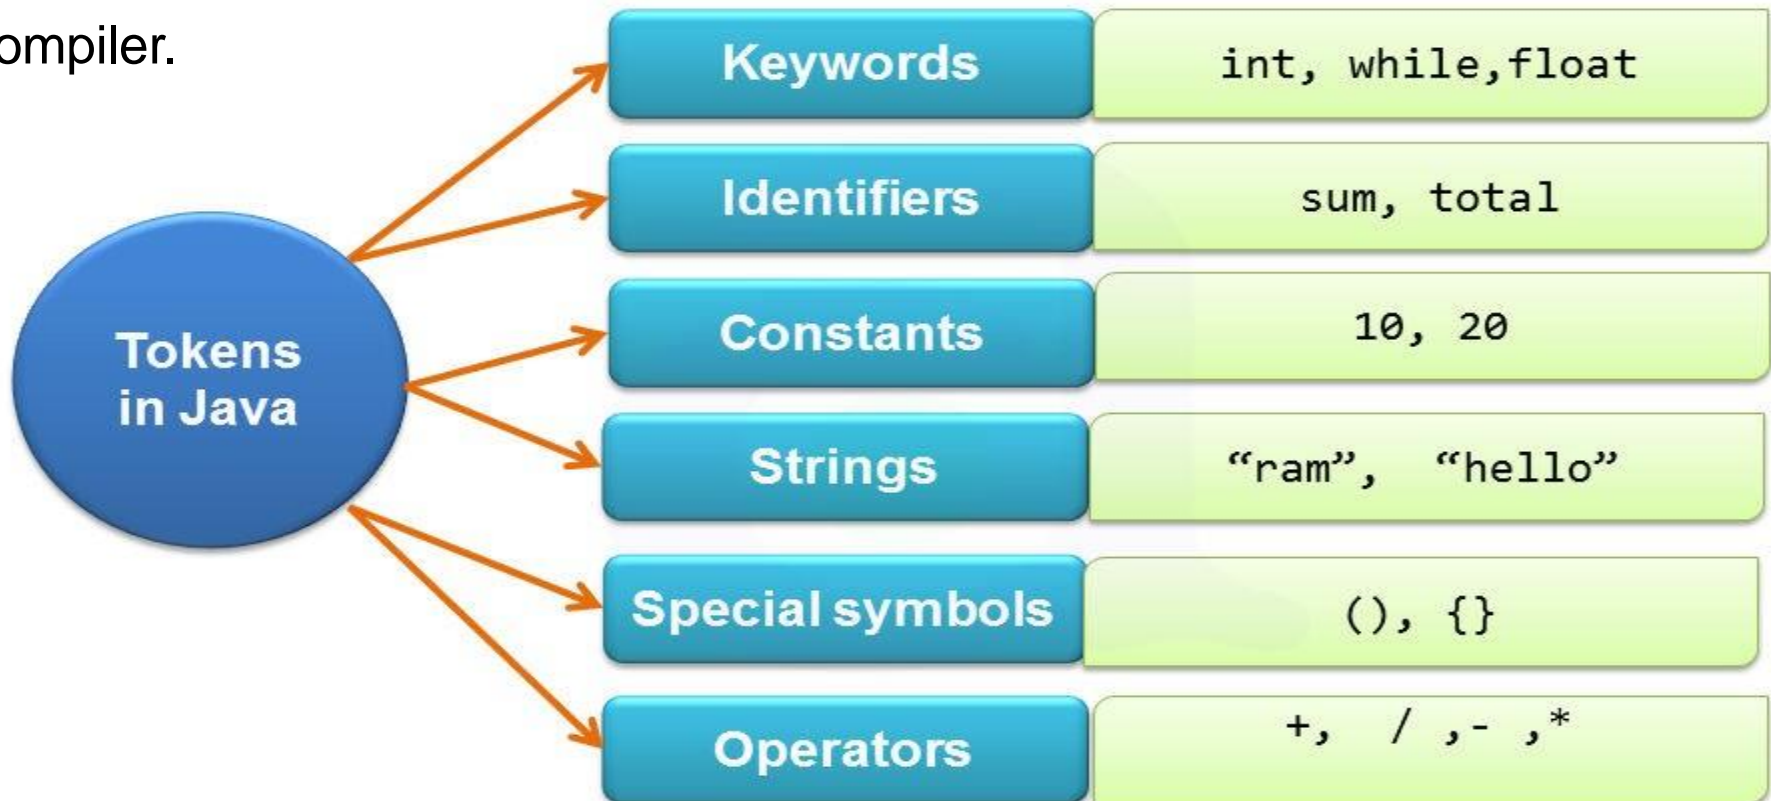 ompiler.
Keywords
int, while,float
Identifiers
sum, total
Tokens
in Java
Constants
10, 20
Strings
“ram”, “hello”
Special symbols
(), {}
Operators
+, / ,- ,*